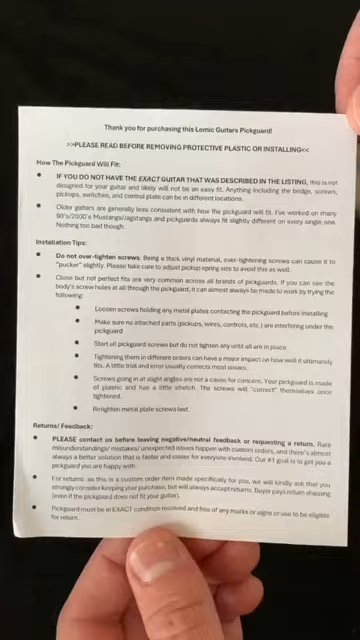 Thank you for purchasing this Lomic Guitars Pickguard!
>>PLEASE READ BEFORE REMOVING PROTECTIVE PLASTIC OR INSTALLING<<
How The Pickguard Will Fit:
● IF YOU DO NOT HAVE THE EXACT GUITAR THAT WAS DESCRIBED IN THE LISTING, this is not
designed for your guitar and likely will not be an easy fit. Anything including the bridge, screws,
pickups, switches, and control plates can be in different locations.
● Older guitars are generally less consistent with how the pickguard will fit. I've worked on many
90's/2000's Mustangs/Jagstangs and pickguards always fit slightly different on every single one.
Nothing too bad though.
Installation Tips:
● Do not over-tighten screws. Being a thick vinyl material, over-tightening screws can cause it to
"pucker" slightly. Please take care to adjust pickup spring size to avoid this as well.
● Close but not perfect fits are very common across all brands of pickguards. If you can see the
body's screw holes at all through the pickguard, it can almost always be made to work by trying the
following:
● Loosen screws holding any metal plates contacting the pickguard before installing
● Make sure no attached parts (pickups, wires, controls, etc.) are interfering under the
pickguard
● Start all pickguard screws but do not tighten any until all are in place
● Tightening them in different orders can have a major impact on how well it ultimately
fits. A little trial and error usually corrects most issues.
● Screws going in at slight angles are not a cause for concern. Your pickguard is made
of plastic and has a little stretch. The screws will "correct" themselves once
tightened.
● Retighten metal plate screws last.
Returns/ Feedback:
● PLEASE contact us before leaving negative/neutral feedback or requesting a return. Rare
misunderstandings/ mistakes/ unexpected issues happen with custom orders, and there's almost
always a better solution that is faster and easier for everyone involved. Our #1 goal is to get you a
pickguard you are happy with.
● For returns: as this is a custom order item made specifically for you, we will kindly ask that you
strongly consider keeping your purchase, but will always accept returns. Buyer pays return shipping
(even if the pickguard does not fit your guitar).
● Pickguard must be in EXACT condition received and free of any marks or signs of use to be eligible
for return.